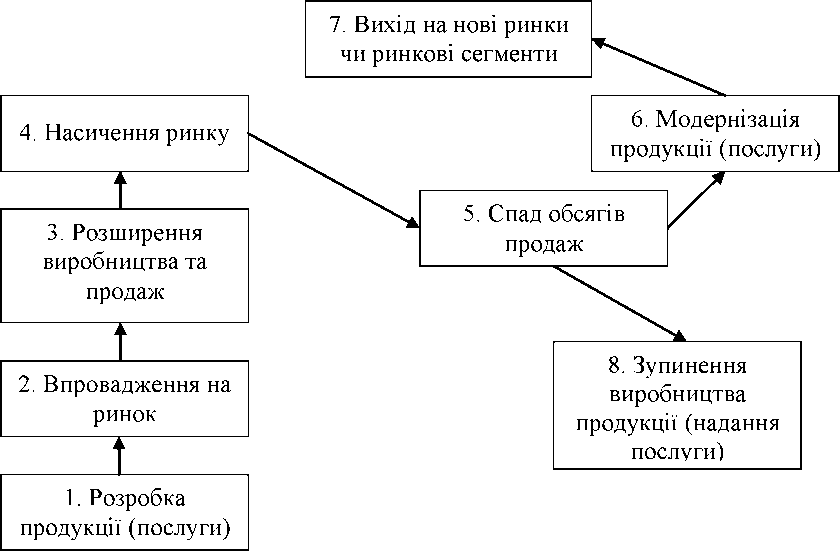 7. Вихід на нові ринки
чи ринкові сегменти
4. Насичення ринку
6. Модернізація
продукції (послуги)
5. Спад обсягів
продаж
3. Розширення
виробництва та
продаж
8. Зупинення
виробництва
продукції (надання
послуги)
2. Впровадження на
ринок
1. Розробка
продукції (послуги)